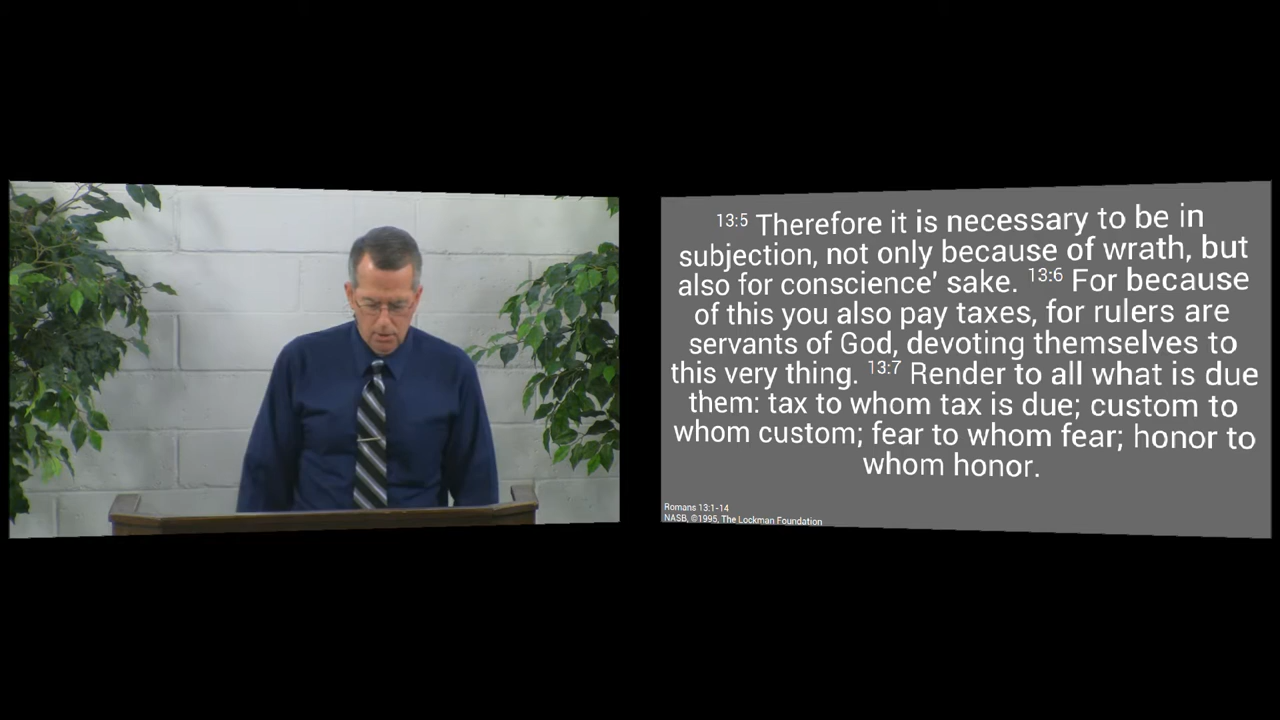 13:5 Therefore it is necessary to be in
subjection, not only because of wrath, but
also for conscience' sake. 13:6 For because
of this you also pay taxes, for rulers are
servants of God, devoting themselves to
this very thing. 13:7 Render to all what is due
them: tax to whom tax is due; custom to
whom custom; fear to whom fear; honor to
whom honor.
Romans 13:1-14
NASB, ©1995, The Lockman Foundation